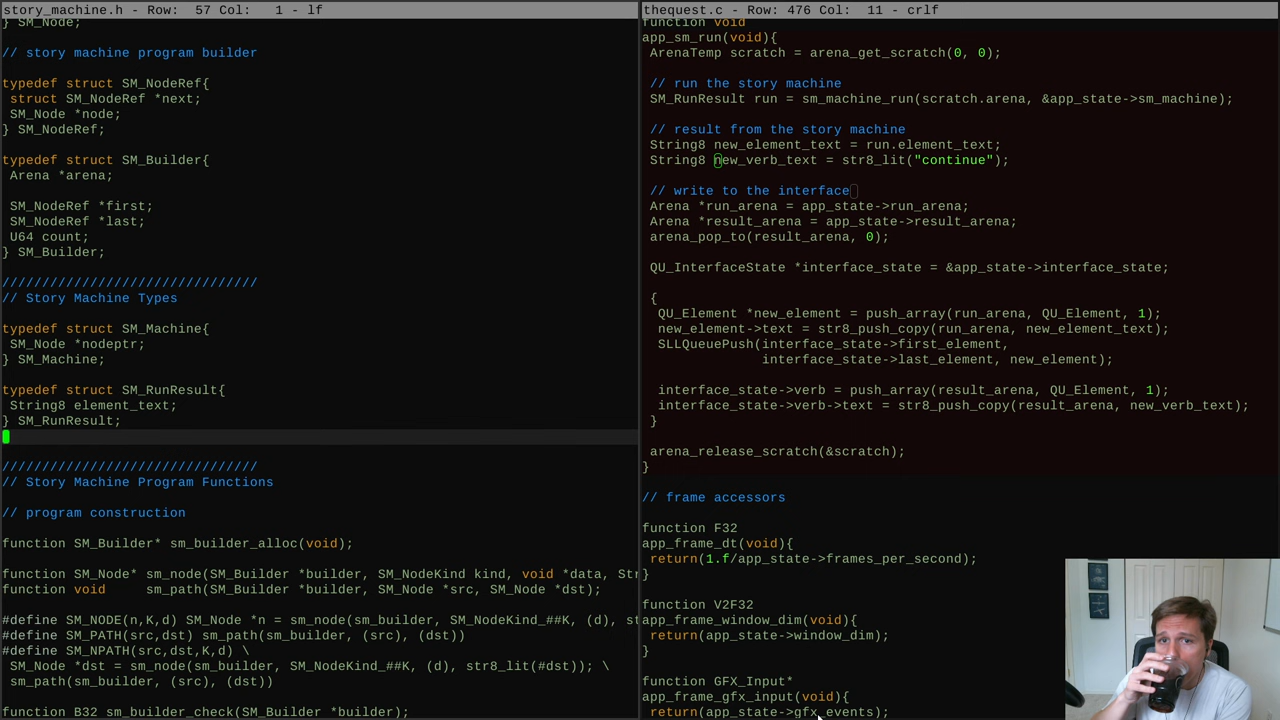 story_machine.h - Row:  57 Col:   1 - lf
} SM_Node;
// story machine program builder
typedef struct SM_NodeRef{
 struct SM_NodeRef *next;
 SM_Node *node;
} SM_NodeRef;
typedef struct SM_Builder{
 Arena *arena;
 SM_NodeRef *first;
 SM_NodeRef *last;
 U64 count;
} SM_Builder;
////////////////////////////////
// Story Machine Types
typedef struct SM_Machine{
 SM_Node *nodeptr;
} SM_Machine;
typedef struct SM_RunResult{
 String8 element_text;
} SM_RunResult;
////////////////////////////////
// Story Machine Program Functions
// program construction
function SM_Builder* sm_builder_alloc(void);
function SM_Node* sm_node(SM_Builder *builder, SM_NodeKind kind, void *data, Str
function void     sm_path(SM_Builder *builder, SM_Node *src, SM_Node *dst);
#define SM_NODE(n,K,d) SM_Node *n = sm_node(sm_builder, SM_NodeKind_##K, (d), st
#define SM_PATH(src,dst) sm_path(sm_builder, (src), (dst))
#define SM_NPATH(src,dst,K,d) \
 SM_Node *dst = sm_node(sm_builder, SM_NodeKind_##K, (d), str8_lit(#dst)); \
 sm_path(sm_builder, (src), (dst))
function B32 sm_builder_check(SM_Builder *builder);
thequest.c - Row: 476 Col:  11 - crlf
function void
app_sm_run(void){
 ArenaTemp scratch = arena_get_scratch(0, 0);
 // run the story machine
 SM_RunResult run = sm_machine_run(scratch.arena, &app_state->sm_machine);
 // result from the story machine
 String8 new_element_text = run.element_text;
 String8 new_verb_text = str8_lit("continue");
 // write to the interface
 Arena *run_arena = app_state->run_arena;
 Arena *result_arena = app_state->result_arena;
 arena_pop_to(result_arena, 0);
 QU_InterfaceState *interface_state = &app_state->interface_state;
 {
  QU_Element *new_element = push_array(run_arena, QU_Element, 1);
  new_element->text = str8_push_copy(run_arena, new_element_text);
  SLLQueuePush(interface_state->first_element,
               interface_state->last_element, new_element);
  interface_state->verb = push_array(result_arena, QU_Element, 1);
  interface_state->verb->text = str8_push_copy(result_arena, new_verb_text);
 }
 arena_release_scratch(&scratch);
}
// frame accessors
function F32
app_frame_dt(void){
 return(1.f/app_state->frames_per_second);
}
function V2F32
app_frame_window_dim(void){
 return(app_state->window_dim);
}
function GFX_Input*
app_frame_gfx_input(void){
 return(app_state->gfx_events);